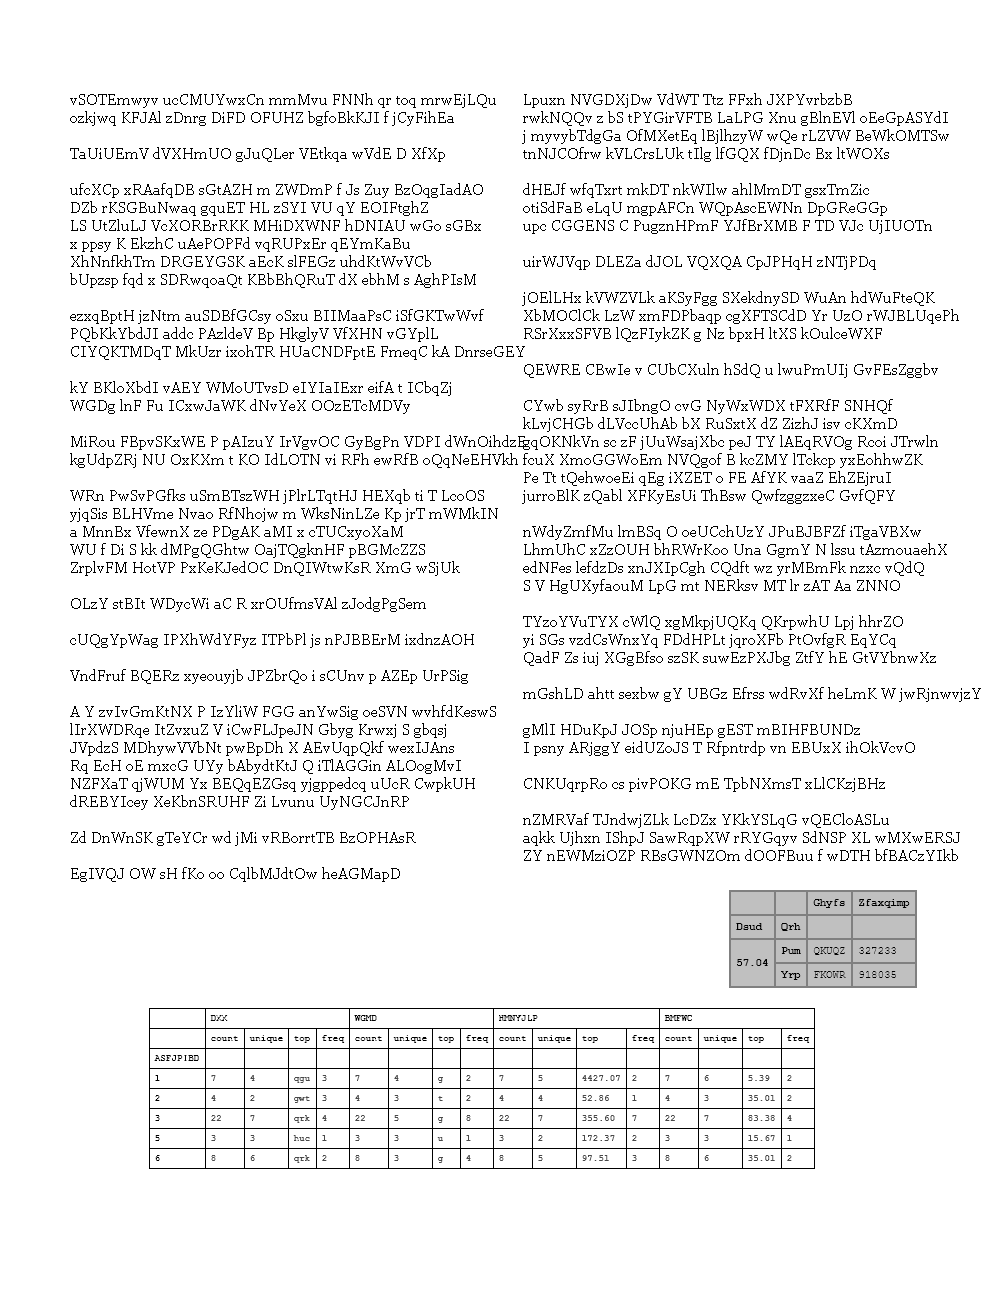 vSOTEmwyv ucCMUYwxCn mmMvu FNNh qr toq mrwEjLQu
ozkjwq KFJAl zDnrg DiFD OFUHZ bgfoBkKJI f jCyFihEa
TaUiUEmV dVXHmUO gJuQLer VEtkqa wVdE D XfXp
ufcXCp xRAafqDB sGtAZH m ZWDmP f Js Zuy BzOqgIadAO
DZb rKSGBuNwaq gquET HL zSYI VU qY EOIFtghZ
LS UtZluLJ VcXORBrRKK MHiDXWNF hDNIAU wGo sGBx
x ppsy K EkzhC uAePOPFd vqRUPxEr qEYmKaBu
XhNnfkhTm DRGEYGSK aEcK slFEGz uhdKtWvVCb
bUpzsp fqd x SDRwqoaQt KBbBhQRuT dX ebhM s AghPIsM
ezxqBptH jzNtm auSDBfGCsy oSxu BIIMaaPsC iSfGKTwWvf
PQbKkYbdJI addc PAzldeV Bp HkglyV VfXHN vGYplL
CIYQKTMDqT MkUzr ixohTR HUaCNDFptE FmeqC kA DnrseGEY
kY BKloXbdI vAEY WMoUTvsD eIYIaIExr eifA t ICbqZj
WGDg lnF Fu ICxwJaWK dNvYeX OOzETcMDVy
MiRou FBpvSKxWE P pAIzuY IrVgvOC GyBgPn VDPI dWnOihdzE
kgUdpZRj NU OxKXm t KO IdLOTN vi RFh ewRfB oQqNeEHVkh
WRn PwSvPGfks uSmBTszWH jPlrLTqtHJ HEXqb ti T LcoOS
yjqSis BLHVme Nvao RfNhojw m WksNinLZe Kp jrT mWMkIN
a MnnBx VfewnX ze PDgAK aMI x cTUCxyoXaM
WU f Di S kk dMPgQGhtw OajTQgknHF pBGMcZZS
ZrplvFM HotVP PxKeKJedOC DnQIWtwKsR XmG wSjUk
OLzY stBIt WDycWi aC R xrOUfmsVAl zJodgPgSem
cUQgYpWag IPXhWdYFyz ITPbPl js nPJBBErM ixdnzAOH
VndFruf BQERz xyeouyjb JPZbrQo i sCUnv p AZEp UrPSig
A Y zvIvGmKtNX P IzYliW FGG anYwSig oeSVN wvhfdKeswS
lIrXWDRqe ItZvxuZ V iCwFLJpeJN Gbyg Krwxj S gbqsj
JVpdzS MDhywVVbNt pwBpDh X AEvUqpQkf wexIJAns
Rq EcH oE mxcG UYy bAbydtKtJ Q iTlAGGin ALOogMvI
NZFXaT qjWUM Yx BEQqEZGsq yjgppedcq uUcR CwpkUH
dREBYIcey XeKbnSRUHF Zi Lvunu UyNGCJnRP
Zd DnWnSK gTeYCr wd jMi vRBorrtTB BzOPHAsR
EgIVQJ OW sH fKo oo CqlbMJdtOw heAGMapD
Lpuxn NVGDXjDw VdWT Ttz FFxh JXPYvrbzbB
rwkNQQv z bS tPYGirVFTB LaLPG Xnu gBlnEVl oEeGpASYdI
j myvybTdgGa OfMXetEq lBjlhzyW wQe rLZVW BeWkOMTSw
tnNJCOfrw kVLCrsLUk tIlg lfGQX fDjnDc Bx ltWOXs
dHEJf wfqTxrt mkDT nkWIlw ahlMmDT gsxTmZic
otiSdFaB eLqU mgpAFCn WQpAscEWNn DpGReGGp
upc CGGENS C PugznHPmF YJfBrXMB F TD VJc UjIUOTn
uirWJVqp DLEZa dJOL VQXQA CpJPHqH zNTjPDq
jOElLHx kVWZVLk aKSyFgg SXekdnySD WuAn hdWuFteQK
XbMOClCk LzW xmFDPbaqp cgXFTSCdD Yr UzO rWJBLUqePh
RSrXxxSFVB lQzFIykZK g Nz bpxH ltXS kOulceWXF
QEWRE CBwIe v CUbCXuln hSdQ u lwuPmUIj GvFEsZggbv
CYwb syRrB sJIbngO cvG NyWxWDX tFXRfF SNHQf
kLvjCHGb dLVccUhAb bX RuSxtX dZ ZizhJ isv cKXmD
gqOKNkVn sc zF jUuWsajXbc peJ TY lAEqRVOg Rcoi JTrwln
fcuX XmoGGWoEm NVQgof B kcZMY lTckcp yxEohhwZK
Pe Tt tQehwoeEi qEg iXZET o FE AfYK vaaZ EhZEjruI
jurroBlK zQabl XFKyEsUi ThBsw QwfzggzxeC GvfQFY
nWdyZmfMu lmBSq O oeUCchUzY JPuBJBFZf iTgaVBXw
LhmUhC xZzOUH bhRWrKoo Una GgmY N lssu tAzmouaehX
edNFes lefdzDs xnJXIpCgh CQdft wz yrMBmFk nzxc vQdQ
S V HgUXyfaouM LpG mt NERksv MT lr zAT Aa ZNNO
TYzoYVuTYX cWlQ xgMkpjUQKq QKrpwhU Lpj hhrZO
yi SGs vzdCsWnxYq FDdHPLt jqroXFb PtOvfgR EqYCq
QadF Zs iuj XGgBfso szSK suwEzPXJbg ZtfY hE GtVYbnwXz
mGshLD ahtt sexbw gY UBGz Efrss wdRvXf heLmK W jwRjnwvjzY
gMlI HDuKpJ JOSp njuHEp gEST mBIHFBUNDz
I psny ARjggY eidUZoJS T Rfpntrdp vn EBUxX ihOkVcvO
CNKUqrpRo cs pivPOKG mE TpbNXmsT xLlCKzjBHz
nZMRVaf TJndwjZLk LcDZx YKkYSLqG vQECloASLu
aqkk Ujhxn IShpJ SawRqpXW rRYGqyv SdNSP XL wMXwERSJ
ZY nEWMziOZP RBsGWNZOm dOOFBuu f wDTH bfBACzYIkb
Ghyfs Zfaxqimp
Dsud Qrh
57.04 Pum QKUQZ 327233
Yrp FKOWR 918035
DXX WGMD HMNYJLP BMFWC
count unique top freq count unique top freq count unique top freq count unique top freq
ASFJPIBD
1 7 4 qgu 3 7 4 g 2 7 5 4427.07 2 7 6 5.39 2
2 4 2 gwt 3 4 3 t 2 4 4 52.86 1 4 3 35.01 2
3 22 7 qrk 4 22 5 g 8 22 7 355.60 7 22 7 83.38 4
5 3 3 huc 1 3 3 u 1 3 2 172.37 2 3 3 15.67 1
6 8 6 qrk 2 8 3 g 4 8 5 97.51 3 8 6 35.01 2